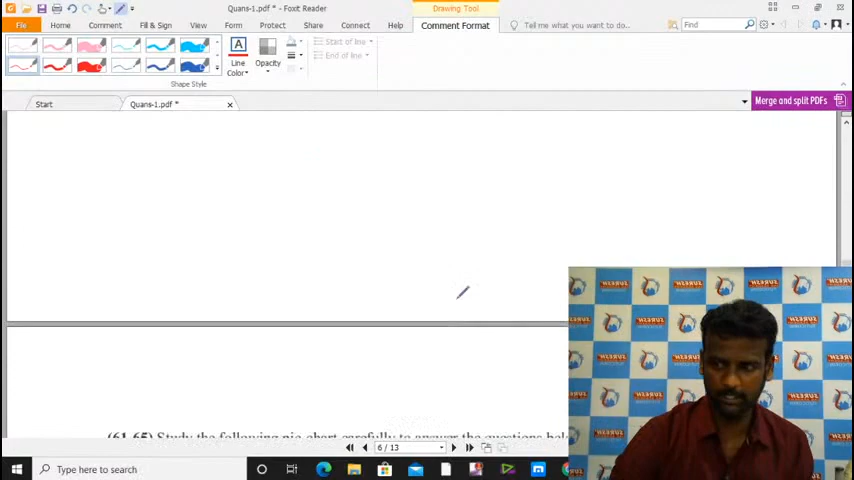 Quans-1.pdf * - Foxit Reader
Drawing Tool
File Home Comment Fill & Sign View Form Protect Share Connect Help Comment Format Tell me what you want to do.. Find
Line
Color
Opacity
Start of line
End of line
Shape Style
Start
Quans-1.pdf *
Merge and split PDFs
SURESH
(61-65) Study the following pie chart carefully to answer the questions bel
6 / 13
Type here to search